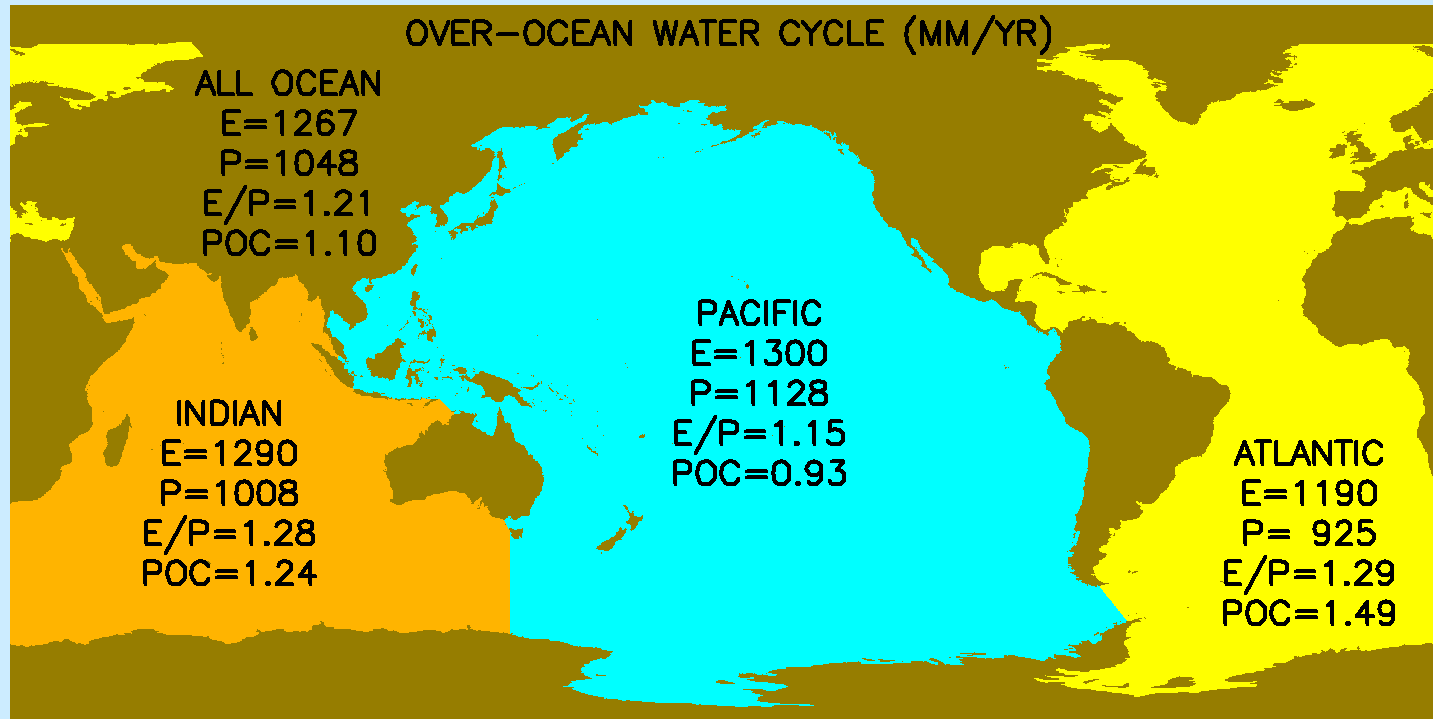 OVER-OCEAN WATER CYCLE (MM/YR)
ALL OCEAN
E=1267
P=1048
E/P=1.21
POC=1.10
PACIFIC
E=1300
P=1128
E/P=1.15
POC=0.93
INDIAN
E=1290
P=1008
E/P=1.28
POC=1.24
ATLANTIC
E=1190
P= 925
E/P=1.29
POC=1.49